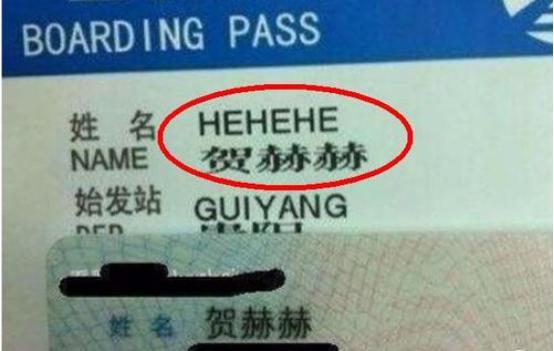 BOARDING PASS
姓 名 HEHEHE
NAME 贺赫赫
始发站 GUIYANG
姓 名 贺赫赫